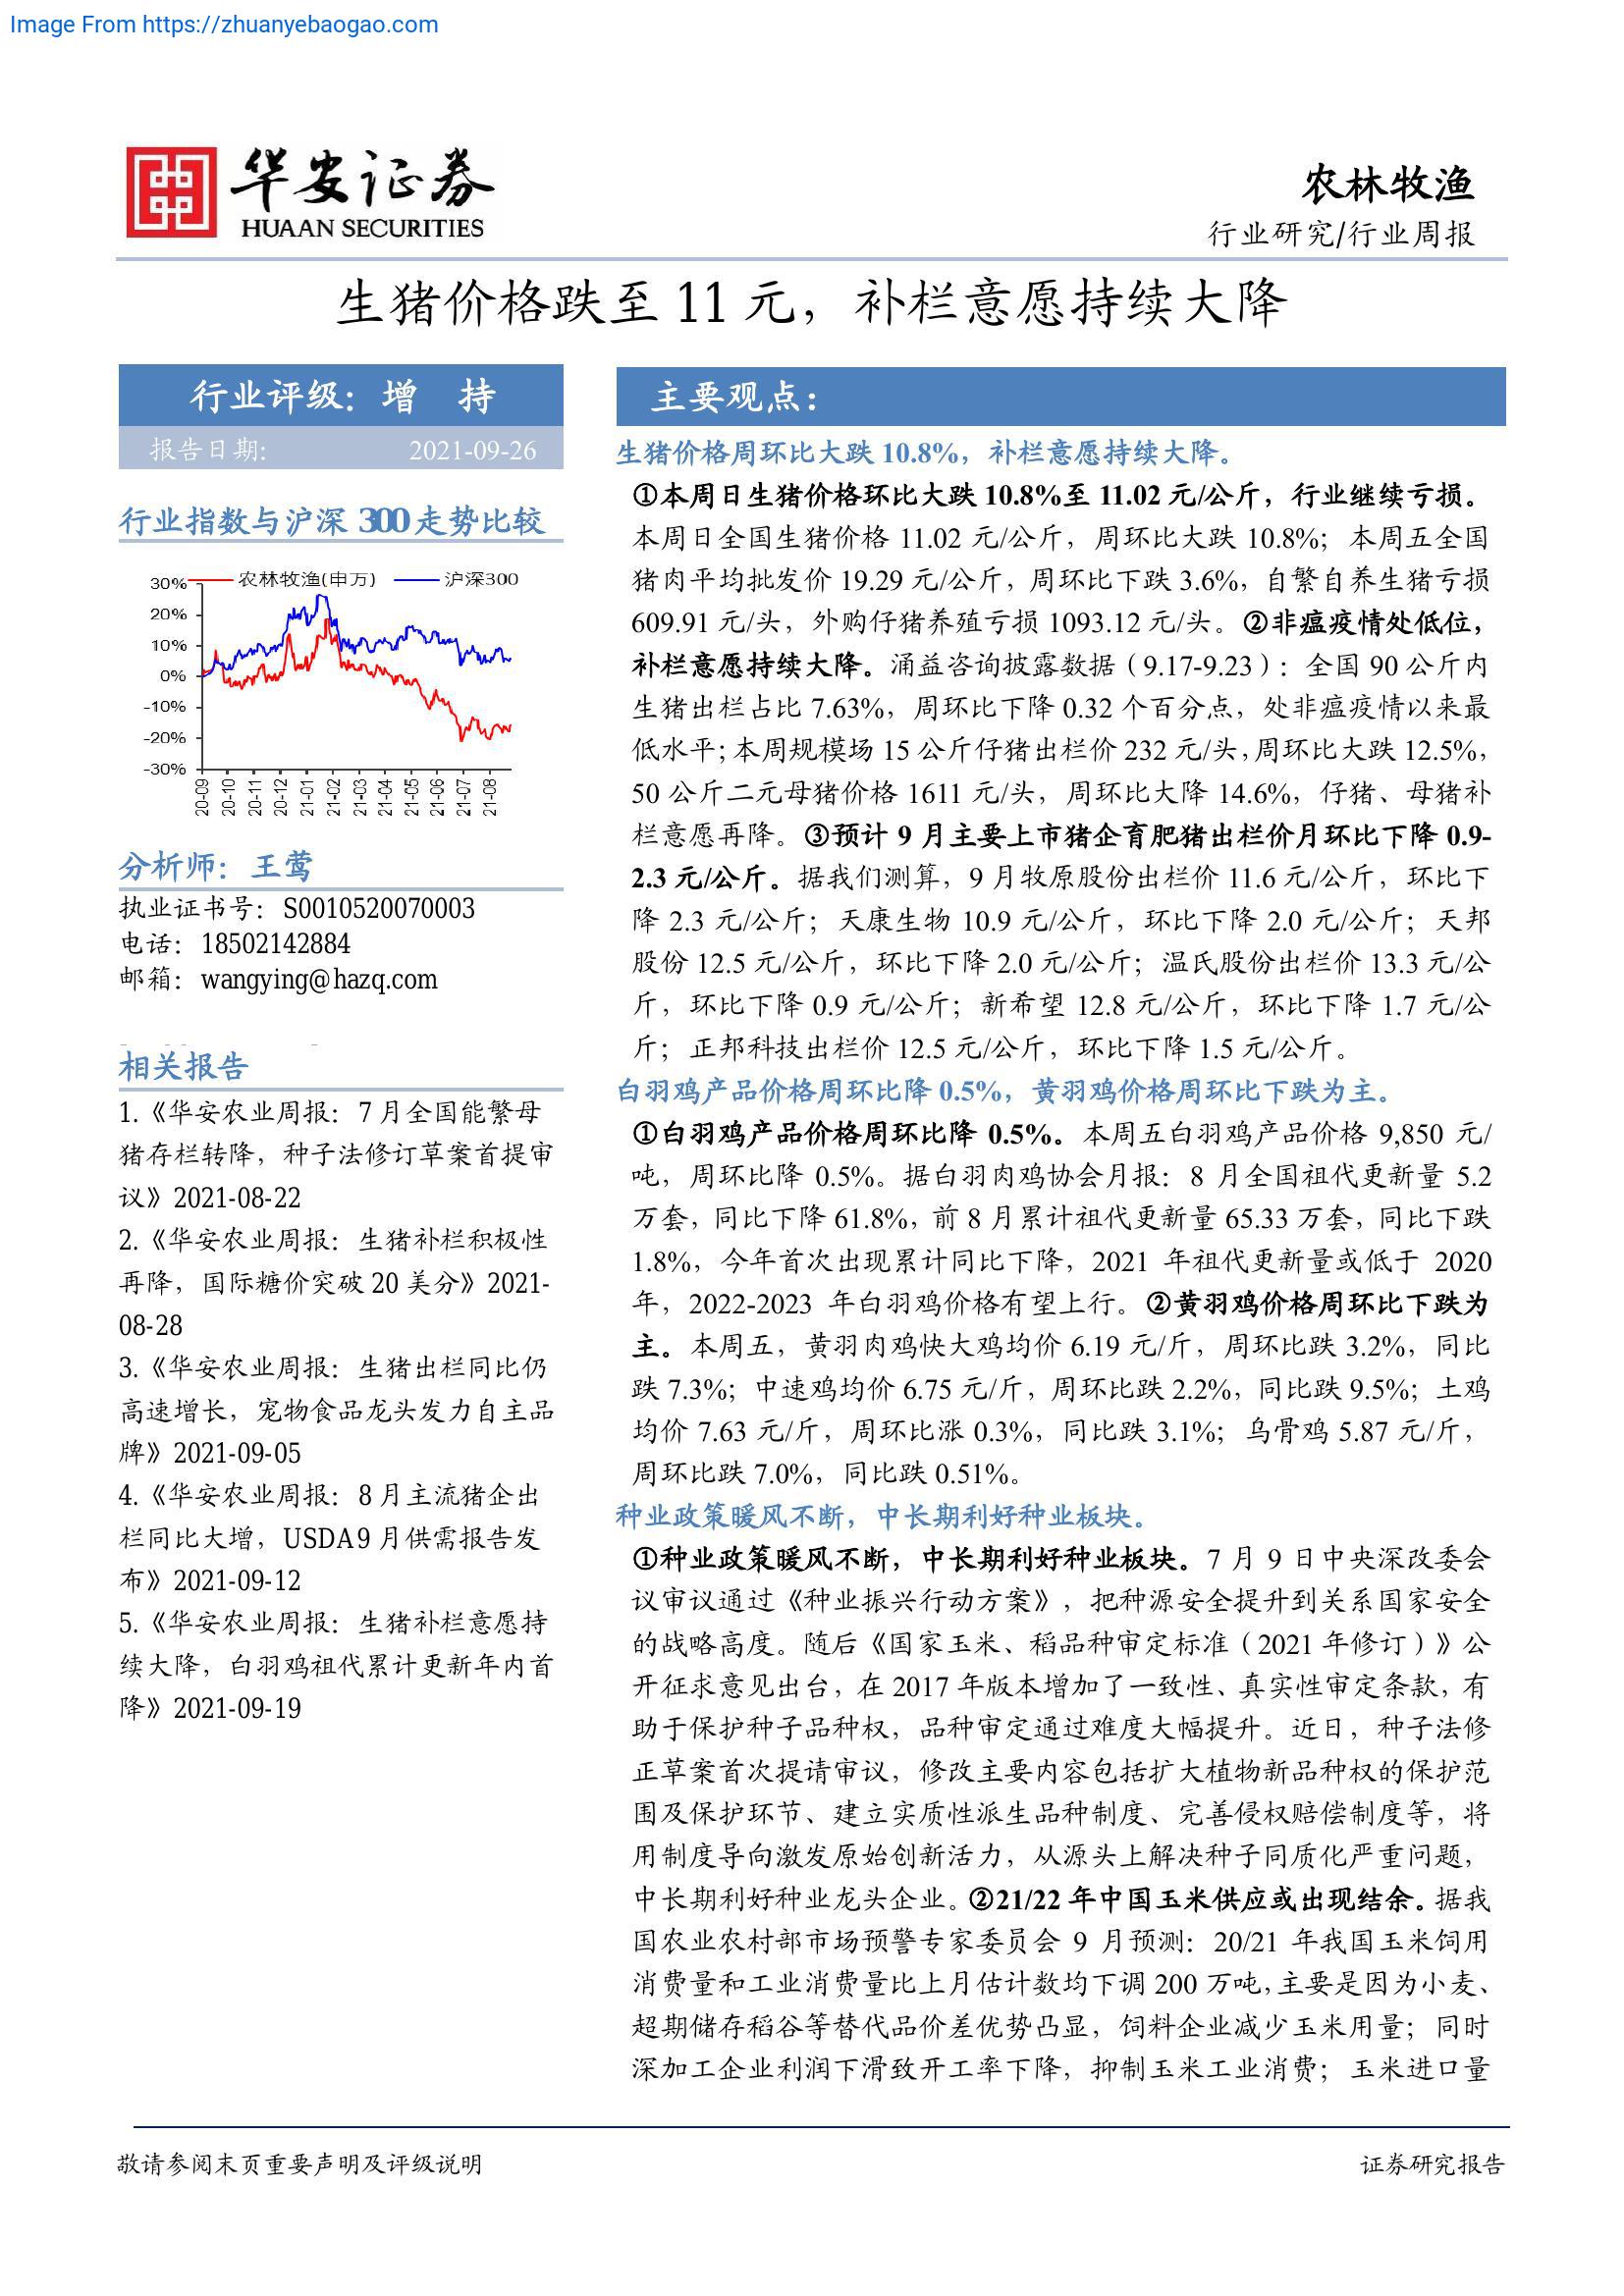 Image From https://zhuanyebaogao.com
华安证券
HUAAN SECURITIES
农林牧渔
行业研究/行业周报
生猪价格跌至 11 元，补栏意愿持续大降
行业评级：增 持
报告日期: 2021-09-26
行业指数与沪深 300 走势比较
农林牧渔(申万) 沪深300
30%
20%
10%
0%
-10%
-20%
-30%
20-09 20-10 20-11 20-12 21-01 21-02 21-03 21-04 21-05 21-06 21-07 21-08
分析师：王莺
执业证书号：S0010520070003
电话：18502142884
邮箱：wangying@hazq.com
相关报告
1.《华安农业周报：7 月全国能繁母
猪存栏转降，种子法修订草案首提审
议》2021-08-22
2.《华安农业周报：生猪补栏积极性
再降，国际糖价突破 20 美分》2021-
08-28
3.《华安农业周报：生猪出栏同比仍
高速增长，宠物食品龙头发力自主品
牌》2021-09-05
4.《华安农业周报：8 月主流猪企出
栏同比大增，USDA9 月供需报告发
布》2021-09-12
5.《华安农业周报：生猪补栏意愿持
续大降，白羽鸡祖代累计更新年内首
降》2021-09-19
主要观点：
生猪价格周环比大跌 10.8%，补栏意愿持续大降。
①本周日生猪价格环比大跌 10.8%至 11.02 元/公斤，行业继续亏损。
本周日全国生猪价格 11.02 元/公斤，周环比大跌 10.8%；本周五全国
猪肉平均批发价 19.29 元/公斤，周环比下跌 3.6%，自繁自养生猪亏损
609.91 元/头，外购仔猪养殖亏损 1093.12 元/头。②非瘟疫情处低位，
补栏意愿持续大降。涌益咨询披露数据（9.17-9.23）：全国 90 公斤内
生猪出栏占比 7.63%，周环比下降 0.32 个百分点，处非瘟疫情以来最
低水平；本周规模场 15 公斤仔猪出栏价 232 元/头，周环比大跌 12.5%，
50 公斤二元母猪价格 1611 元/头，周环比大降 14.6%，仔猪、母猪补
栏意愿再降。③预计 9 月主要上市猪企育肥猪出栏价月环比下降 0.9-
2.3 元/公斤。据我们测算，9 月牧原股份出栏价 11.6 元/公斤，环比下
降 2.3 元/公斤；天康生物 10.9 元/公斤，环比下降 2.0 元/公斤；天邦
股份 12.5 元/公斤，环比下降 2.0 元/公斤；温氏股份出栏价 13.3 元/公
斤，环比下降 0.9 元/公斤；新希望 12.8 元/公斤，环比下降 1.7 元/公
斤；正邦科技出栏价 12.5 元/公斤，环比下降 1.5 元/公斤。
白羽鸡产品价格周环比降 0.5%，黄羽鸡价格周环比下跌为主。
①白羽鸡产品价格周环比降 0.5%。本周五白羽鸡产品价格 9,850 元/
吨，周环比降 0.5%。据白羽肉鸡协会月报：8 月全国祖代更新量 5.2
万套，同比下降 61.8%，前 8 月累计祖代更新量 65.33 万套，同比下跌
1.8%，今年首次出现累计同比下降，2021 年祖代更新量或低于 2020
年，2022-2023 年白羽鸡价格有望上行。②黄羽鸡价格周环比下跌为
主。本周五，黄羽肉鸡快大鸡均价 6.19 元/斤，周环比跌 3.2%，同比
跌 7.3%；中速鸡均价 6.75 元/斤，周环比跌 2.2%，同比跌 9.5%；土鸡
均价 7.63 元/斤，周环比涨 0.3%，同比跌 3.1%；乌骨鸡 5.87 元/斤，
周环比跌 7.0%，同比跌 0.51%。
种业政策暖风不断，中长期利好种业板块。
①种业政策暖风不断，中长期利好种业板块。7 月 9 日中央深改委会
议审议通过《种业振兴行动方案》，把种源安全提升到关系国家安全
的战略高度。随后《国家玉米、稻品种审定标准（2021 年修订）》公
开征求意见出台，在 2017 年版本增加了一致性、真实性审定条款，有
助于保护种子品种权，品种审定通过难度大幅提升。近日，种子法修
正草案首次提请审议，修改主要内容包括扩大植物新品种权的保护范
围及保护环节、建立实质性派生品种制度、完善侵权赔偿制度等，将
用制度导向激发原始创新活力，从源头上解决种子同质化严重问题，
中长期利好种业龙头企业。②21/22 年中国玉米供应或出现结余。据我
国农业农村部市场预警专家委员会 9 月预测：20/21 年我国玉米饲用
消费量和工业消费量比上月估计数均下调 200 万吨，主要是因为小麦、
超期储存稻谷等替代品价差优势凸显，饲料企业减少玉米用量；同时
深加工企业利润下滑致开工率下降，抑制玉米工业消费；玉米进口量
敬请参阅末页重要声明及评级说明
证券研究报告